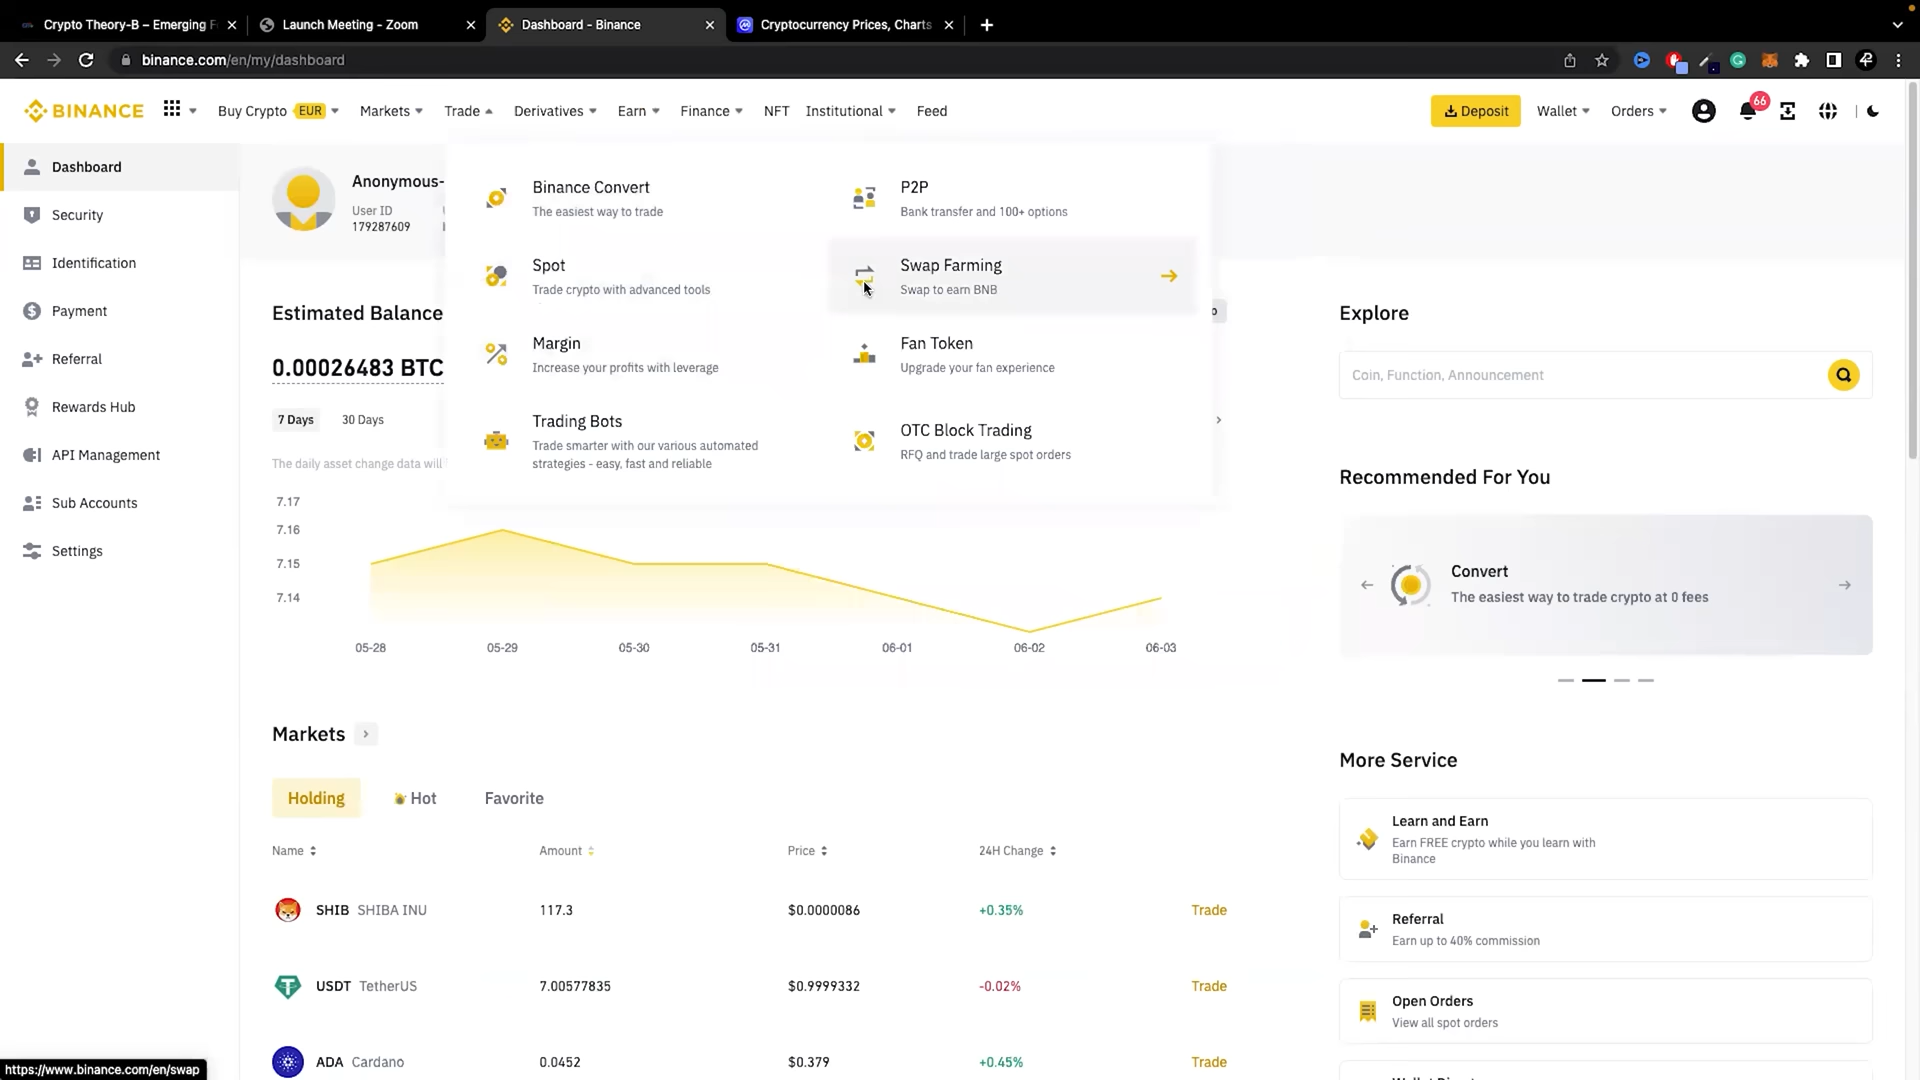 Crypto Theory-B – Emerging F
Launch Meeting - Zoom
Dashboard - Binance
Cryptocurrency Prices, Charts
binance.com/en/my/dashboard
BINANCE
Buy Crypto EUR
Markets
Trade
Derivatives
Earn
Finance
NFT
Institutional
Feed
Deposit
Wallet
Orders
66
Dashboard
Security
Identification
Payment
Referral
Rewards Hub
API Management
Sub Accounts
Settings
Anonymous-
User ID
179287609
Binance Convert
The easiest way to trade
P2P
Bank transfer and 100+ options
Spot
Trade crypto with advanced tools
Swap Farming
Swap to earn BNB
Margin
Increase your profits with leverage
Fan Token
Upgrade your fan experience
Trading Bots
Trade smarter with our various automated
strategies - easy, fast and reliable
OTC Block Trading
RFQ and trade large spot orders
Estimated Balance
0.00026483 BTC
7 Days
30 Days
The daily asset change data will
7.17
7.16
7.15
7.14
05-28
05-29
05-30
05-31
06-01
06-02
06-03
Explore
Coin, Function, Announcement
Recommended For You
Convert
The easiest way to trade crypto at 0 fees
Markets
Holding
Hot
Favorite
Name
Amount
Price
24H Change
SHIB SHIBA INU
117.3
$0.0000086
+0.35%
Trade
USDT TetherUS
7.00577835
$0.9999332
-0.02%
Trade
ADA Cardano
0.0452
$0.379
+0.45%
Trade
More Service
Learn and Earn
Earn FREE crypto while you learn with
Binance
Referral
Earn up to 40% commission
Open Orders
View all spot orders
https://www.binance.com/en/swap